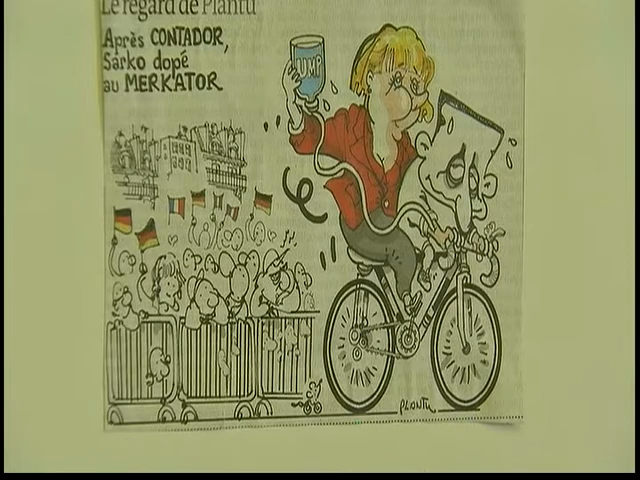 Le regard de Plantu
Après CONTADOR,
Sarko dopé
au MERKATOR
UMP
PLANTU